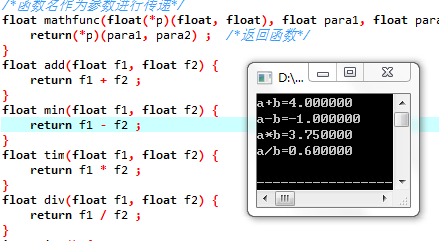 /*函数名作为参数进行传递*/
float mathfunc(float(*p)(float, float), float para1, float para
return(*p)(para1, para2) ; /*返回函数*/
}
float add(float f1, float f2) {
return f1 + f2 ;
}
float min(float f1, float f2) {
return f1 - f2 ;
}
float tim(float f1, float f2) {
return f1 * f2 ;
}
float div(float f1, float f2) {
return f1 / f2 ;
}
D:\...
a+b=4.000000
a-b=-1.000000
a*b=3.750000
a/b=0.600000